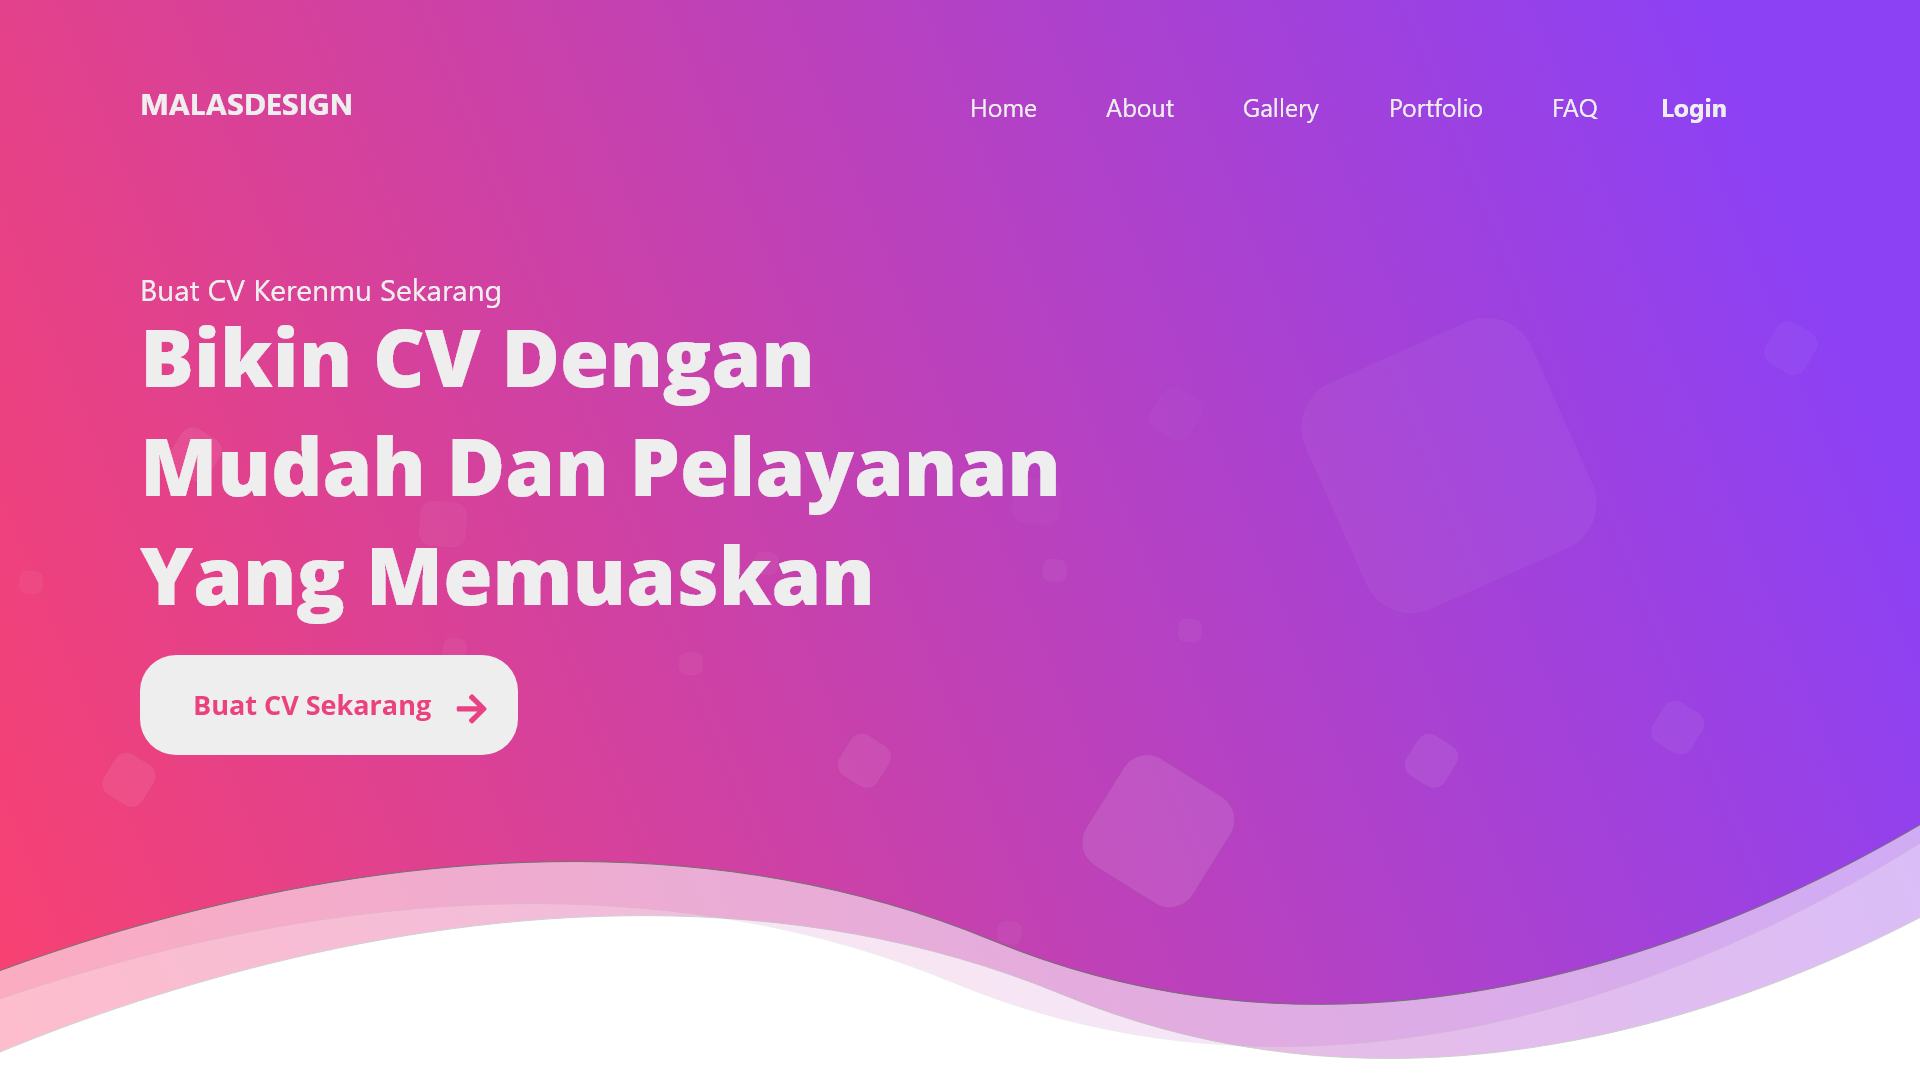 MALASDESIGN
Home About Gallery Portfolio FAQ Login
Buat CV Kerenmu Sekarang
Bikin CV Dengan
Mudah Dan Pelayanan
Yang Memuaskan
Buat CV Sekarang